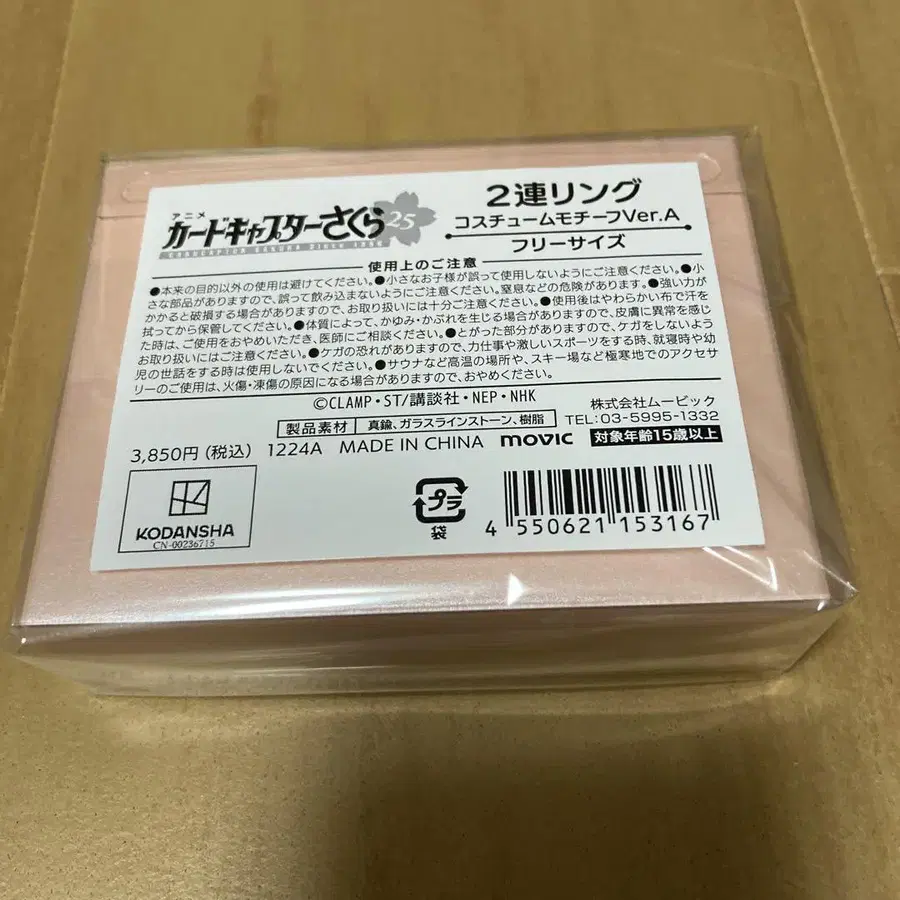 アニメ
カードキャプターさくら 25
CARDCAPTOR SAKURA Since 1998
2連リング
コスチュームモチーフVer.A
フリーサイズ
使用上のご注意
●本来の目的以外の使用は避けてください。●小さなお子様が誤って使用しないようにご注意ください。窒息などの危険があります。●小
さな部品がありますので、誤って飲み込まないようにご注意ください。●強い力が
かかると破損する場合がありますので、お取り扱いには十分ご注意ください。●使用後はやわらかい布で汗を
拭ってから保管してください。●体質によって、かゆみ・かぶれを生じる場合がありますので、皮膚に異常を感じ
た時は、ご使用をおやめいただき、医師にご相談ください。●とがった部分がありますので、ケガをしないよう
お取り扱いにはご注意ください。●ケガの恐れがありますので、力仕事や激しいスポーツをする時、就寝時や幼
児の世話をする時は使用しないでください。●サウナなど高温の場所や、スキー場など極寒地でのアクセサ
リーのご使用は、火傷・凍傷の原因になる場合がありますので、おやめください。
©CLAMP・ST/講談社・NEP・NHK
製品素材 真鍮、ガラスラインストーン、樹脂
株式会社ムービック
TEL:03-5995-1332
3,850円(税込) 1224A MADE IN CHINA movic 対象年齢15歳以上
KODANSHA
CN-00236715
プラ
袋
4 550621 153167